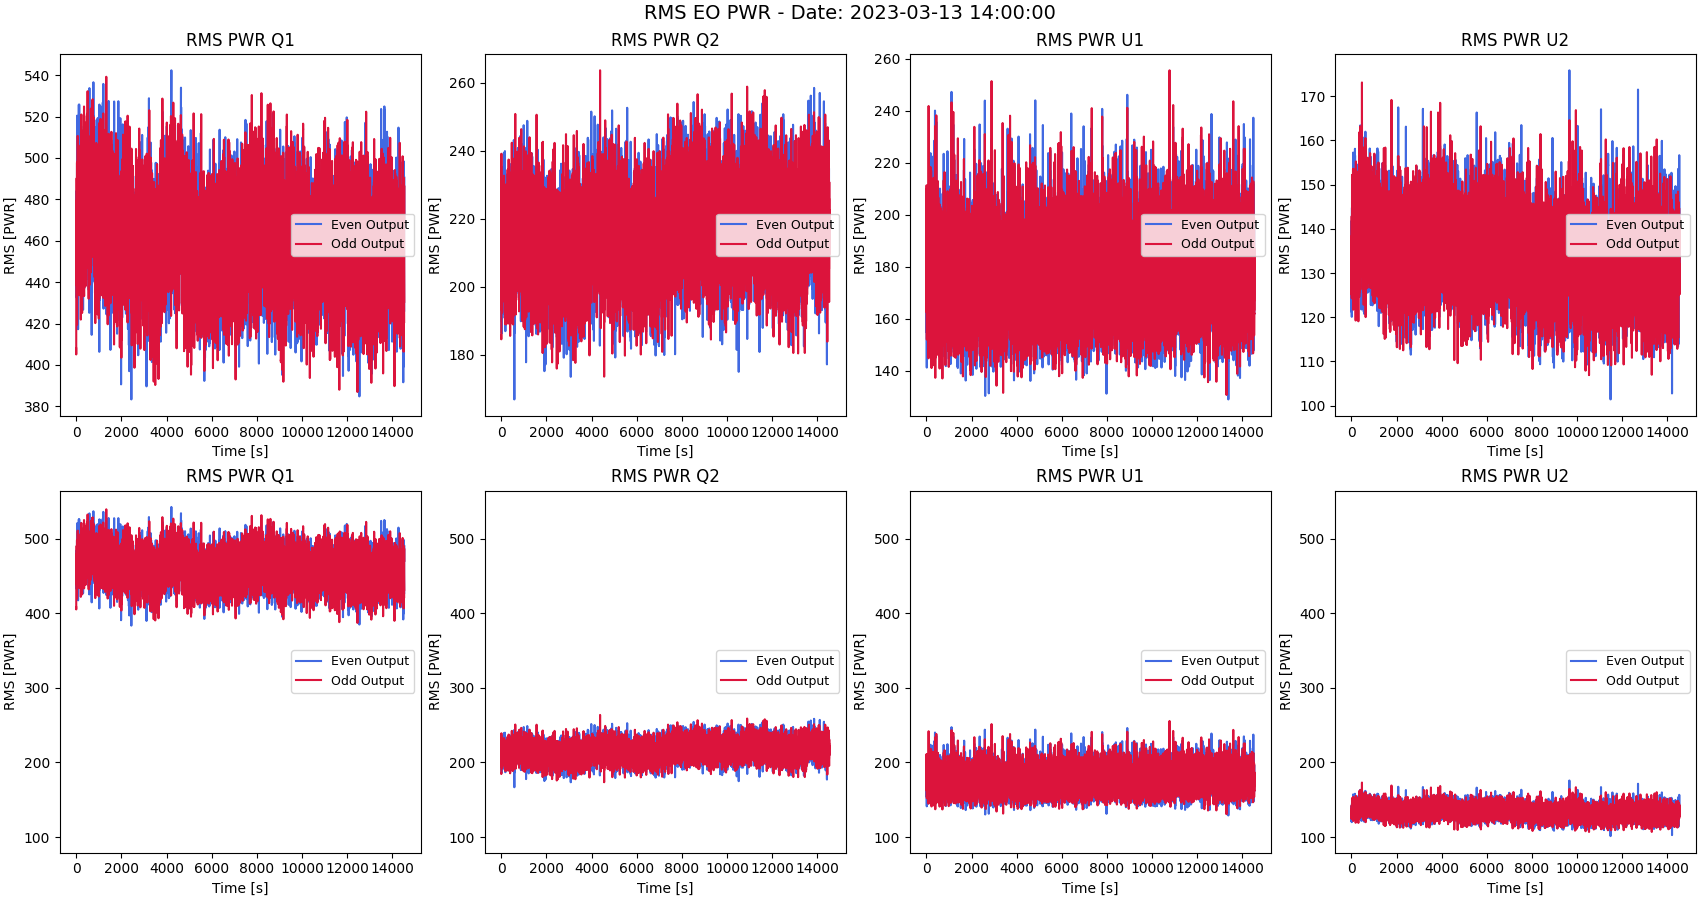 RMS EO PWR - Date: 2023-03-13 14:00:00
RMS PWR Q1
RMS [PWR]
540
520
500
480
460
440
420
400
380
Even Output
Odd Output
0 2000 4000 6000 8000 10000 12000 14000
Time [s]
RMS PWR Q2
RMS [PWR]
260
240
220
200
180
Even Output
Odd Output
0 2000 4000 6000 8000 10000 12000 14000
Time [s]
RMS PWR U1
RMS [PWR]
260
240
220
200
180
160
140
Even Output
Odd Output
0 2000 4000 6000 8000 10000 12000 14000
Time [s]
RMS PWR U2
RMS [PWR]
170
160
150
140
130
120
110
100
Even Output
Odd Output
0 2000 4000 6000 8000 10000 12000 14000
Time [s]
RMS PWR Q1
RMS [PWR]
500
400
300
200
100
Even Output
Odd Output
0 2000 4000 6000 8000 10000 12000 14000
Time [s]
RMS PWR Q2
RMS [PWR]
500
400
300
200
100
Even Output
Odd Output
0 2000 4000 6000 8000 10000 12000 14000
Time [s]
RMS PWR U1
RMS [PWR]
500
400
300
200
100
Even Output
Odd Output
0 2000 4000 6000 8000 10000 12000 14000
Time [s]
RMS PWR U2
RMS [PWR]
500
400
300
200
100
Even Output
Odd Output
0 2000 4000 6000 8000 10000 12000 14000
Time [s]